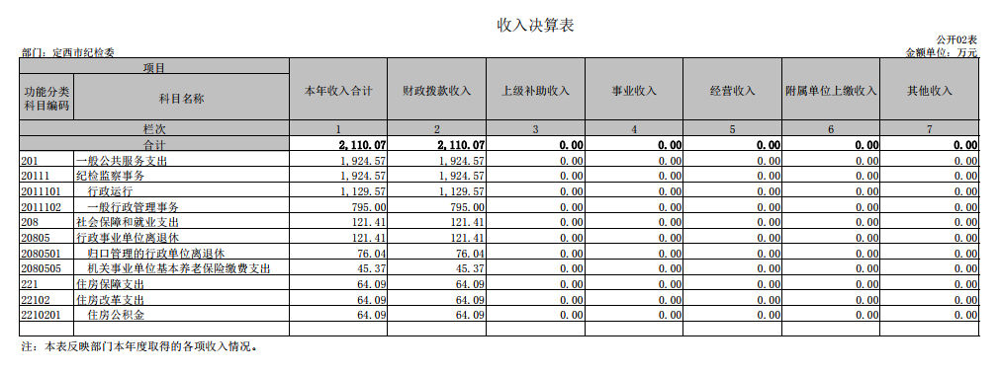 收入决算表
公开02表
部门：定西市纪检委 金额单位：万元
项目
功能分类科目编码 科目名称 本年收入合计 财政拨款收入 上级补助收入 事业收入 经营收入 附属单位上缴收入 其他收入
栏次 1 2 3 4 5 6 7
合计 2,110.07 2,110.07 0.00 0.00 0.00 0.00 0.00
201 一般公共服务支出 1,924.57 1,924.57 0.00 0.00 0.00 0.00 0.00
20111 纪检监察事务 1,924.57 1,924.57 0.00 0.00 0.00 0.00 0.00
2011101 行政运行 1,129.57 1,129.57 0.00 0.00 0.00 0.00 0.00
2011102 一般行政管理事务 795.00 795.00 0.00 0.00 0.00 0.00 0.00
208 社会保障和就业支出 121.41 121.41 0.00 0.00 0.00 0.00 0.00
20805 行政事业单位离退休 121.41 121.41 0.00 0.00 0.00 0.00 0.00
2080501 归口管理的行政单位离退休 76.04 76.04 0.00 0.00 0.00 0.00 0.00
2080505 机关事业单位基本养老保险缴费支出 45.37 45.37 0.00 0.00 0.00 0.00 0.00
221 住房保障支出 64.09 64.09 0.00 0.00 0.00 0.00 0.00
22102 住房改革支出 64.09 64.09 0.00 0.00 0.00 0.00 0.00
2210201 住房公积金 64.09 64.09 0.00 0.00 0.00 0.00 0.00
注：本表反映部门本年度取得的各项收入情况。